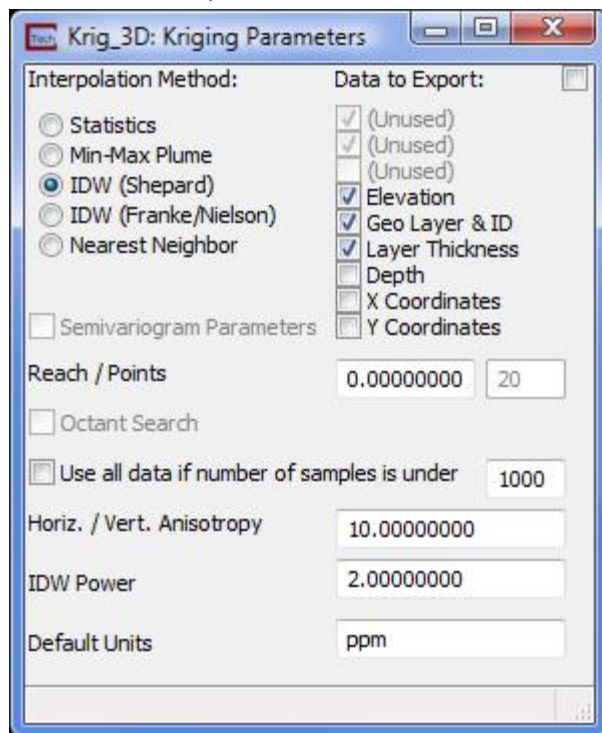 Tech Krig_3D: Kriging Parameters
Interpolation Method:
Statistics
Min-Max Plume
IDW (Shepard)
IDW (Franke/Nielson)
Nearest Neighbor
Data to Export:
(Unused)
(Unused)
(Unused)
Elevation
Geo Layer & ID
Layer Thickness
Depth
X Coordinates
Y Coordinates
Semivariogram Parameters
Reach / Points 0.00000000 20
Octant Search
Use all data if number of samples is under 1000
Horiz. / Vert. Anisotropy 10.00000000
IDW Power 2.00000000
Default Units ppm